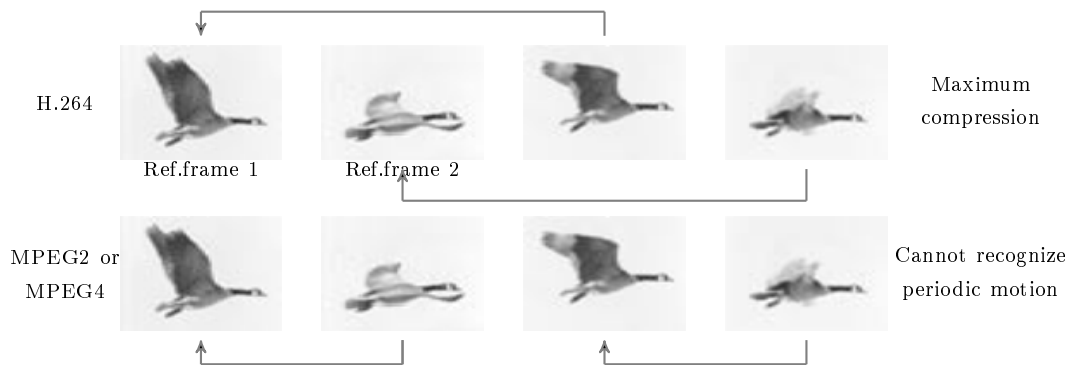 H.264
Maximum
compression
Ref.frame 1
Ref.frame 2
MPEG2 or
MPEG4
Cannot recognize
periodic motion